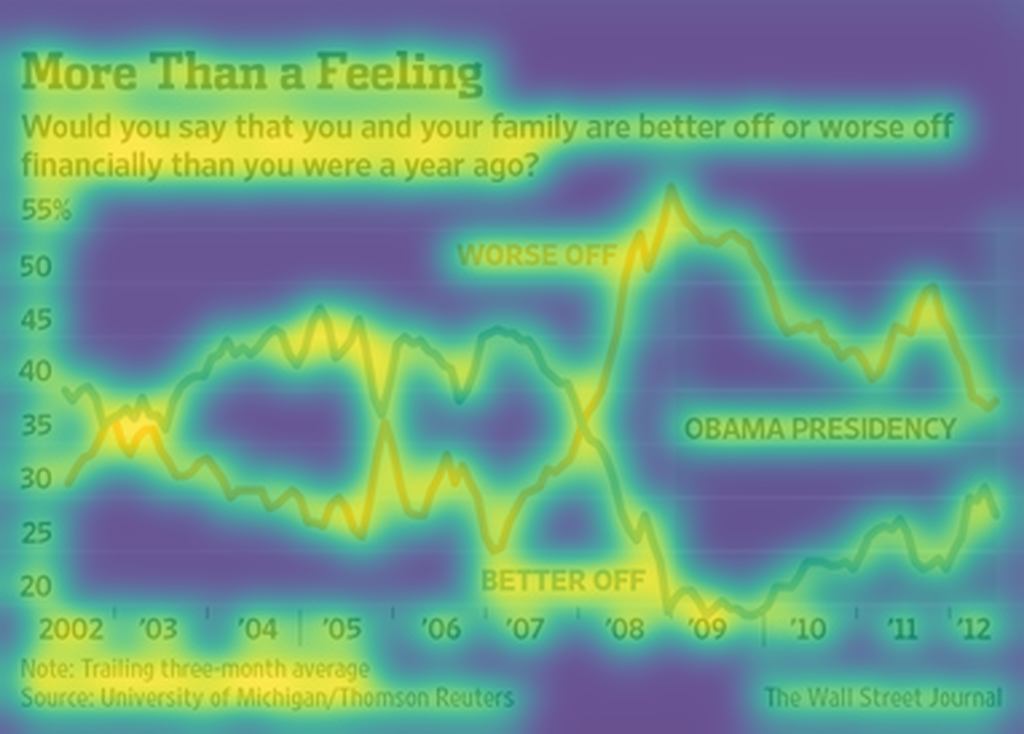 More Than a Feeling
Would you say that you and your family are better off or worse off
financially than you were a year ago?
55%
50
45
40
35
30
25
20
WORSE OFF
OBAMA PRESIDENCY
BETTER OFF
2002 '03 '04 '05 '06 '07 '08 '09 '10 '11 '12
Note: Trailing three-month average
Source: University of Michigan/Thomson Reuters
The Wall Street Journal